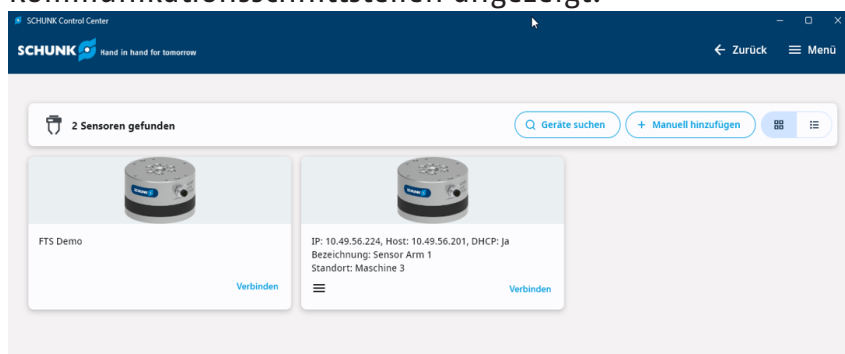 Kommunikationsschnittstellen angezeigt.
SCHUNK Control Center
SCHUNK Hand in hand for tomorrow
Zurück Menü
2 Sensoren gefunden
Geräte suchen
+ Manuell hinzufügen
FTS Demo
Verbinden
IP: 10.49.56.224, Host: 10.49.56.201, DHCP: Ja
Bezeichnung: Sensor Arm 1
Standort: Maschine 3
Verbinden